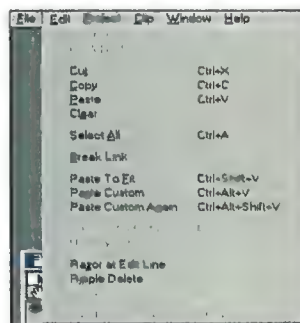 File Edit Project Clip Window Help
Cut Ctrl+X
Copy Ctrl+C
Paste Ctrl+V
Clear
Select All Ctrl+A
Break Link
Paste To Fit Ctrl+Shift+V
Paste Custom Ctrl+Alt+V
Paste Custom Again Ctrl+Alt+Shift+V
Razor at Edit Line
Ripple Delete